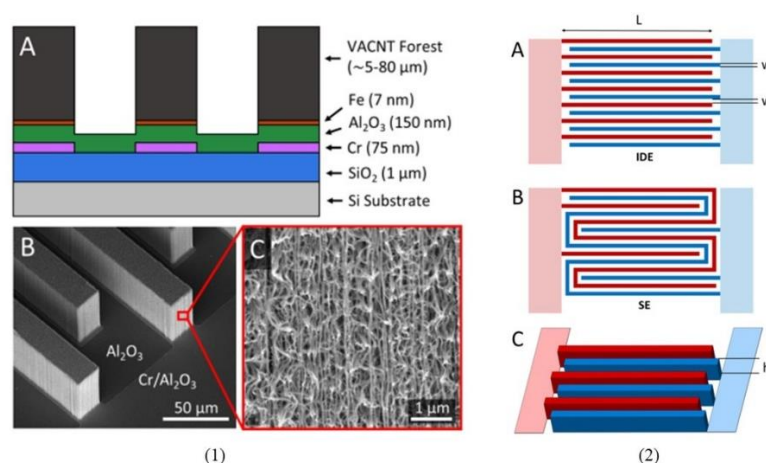 A
VACNT Forest
(~5-80 μm)
Fe (7 nm)
Al₂O₃ (150 nm)
Cr (75 nm)
SiO₂ (1 μm)
Si Substrate
B
Al₂O₃
Cr/Al₂O₃
50 μm
C
1 μm
(1)
L
A
IDE
B
SE
C
(2)